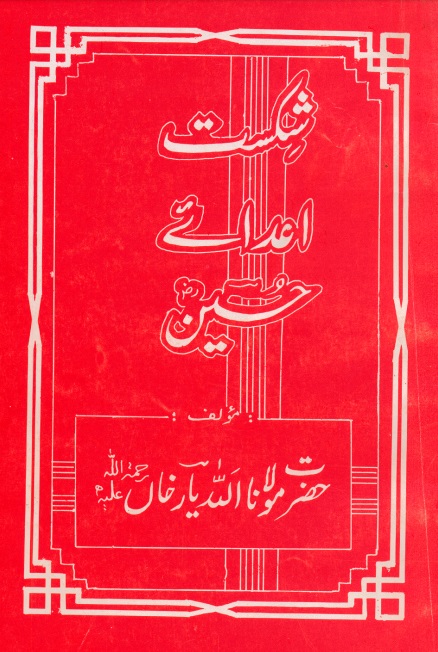 شکست
اعدائے
حسینؓ
مؤلف
حضرت مولانا اللہ یار خاں رحمۃ اللہ علیہ